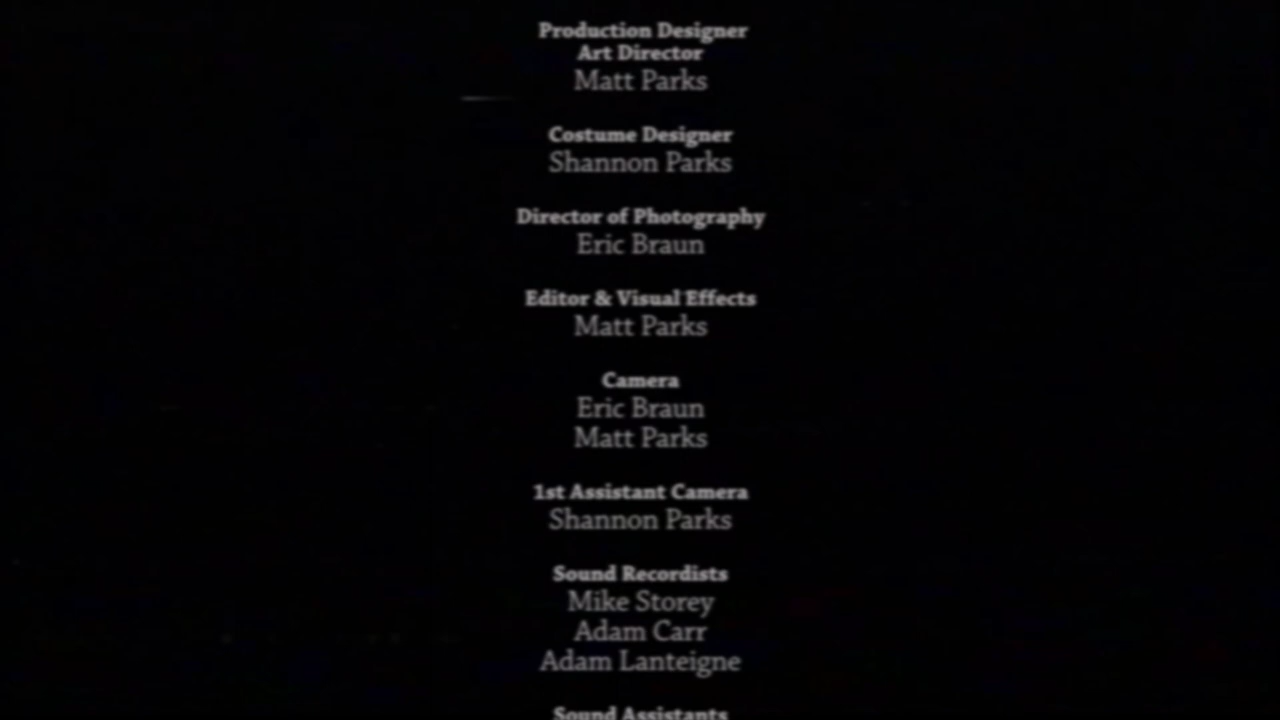 Production Designer
Art Director
Matt Parks
Costume Designer
Shannon Parks
Director of Photography
Eric Braun
Editor & Visual Effects
Matt Parks
Camera
Eric Braun
Matt Parks
1st Assistant Camera
Shannon Parks
Sound Recordists
Mike Storey
Adam Carr
Adam Lanteigne
Sound Assistants